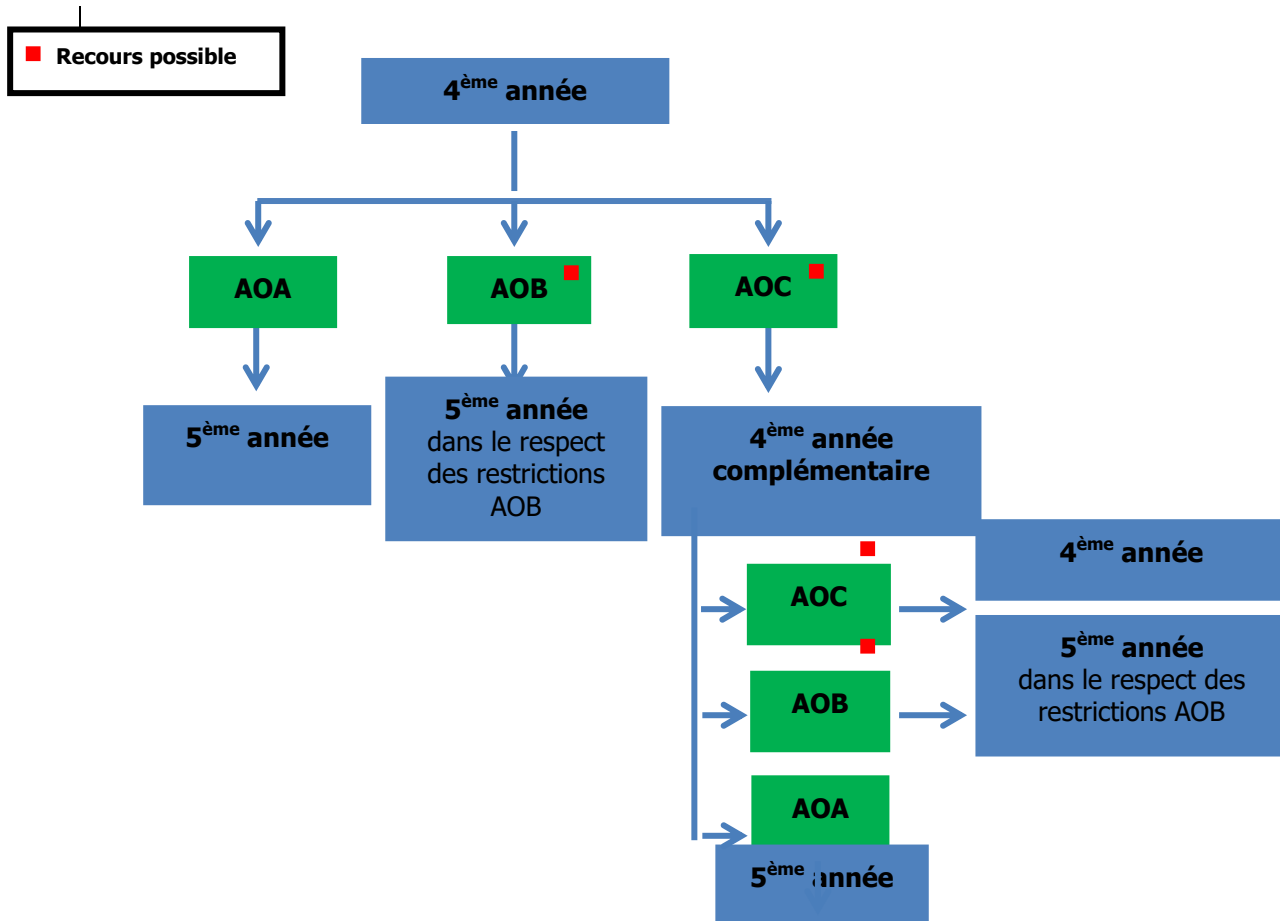 Recours possible
4ème année
AOA
AOB
AOC
5ème année
5ème année
dans le respect
des restrictions
AOB
4ème année
complémentaire
AOC
4ème année
AOB
5ème année
dans le respect des
restrictions AOB
AOA
5ème année